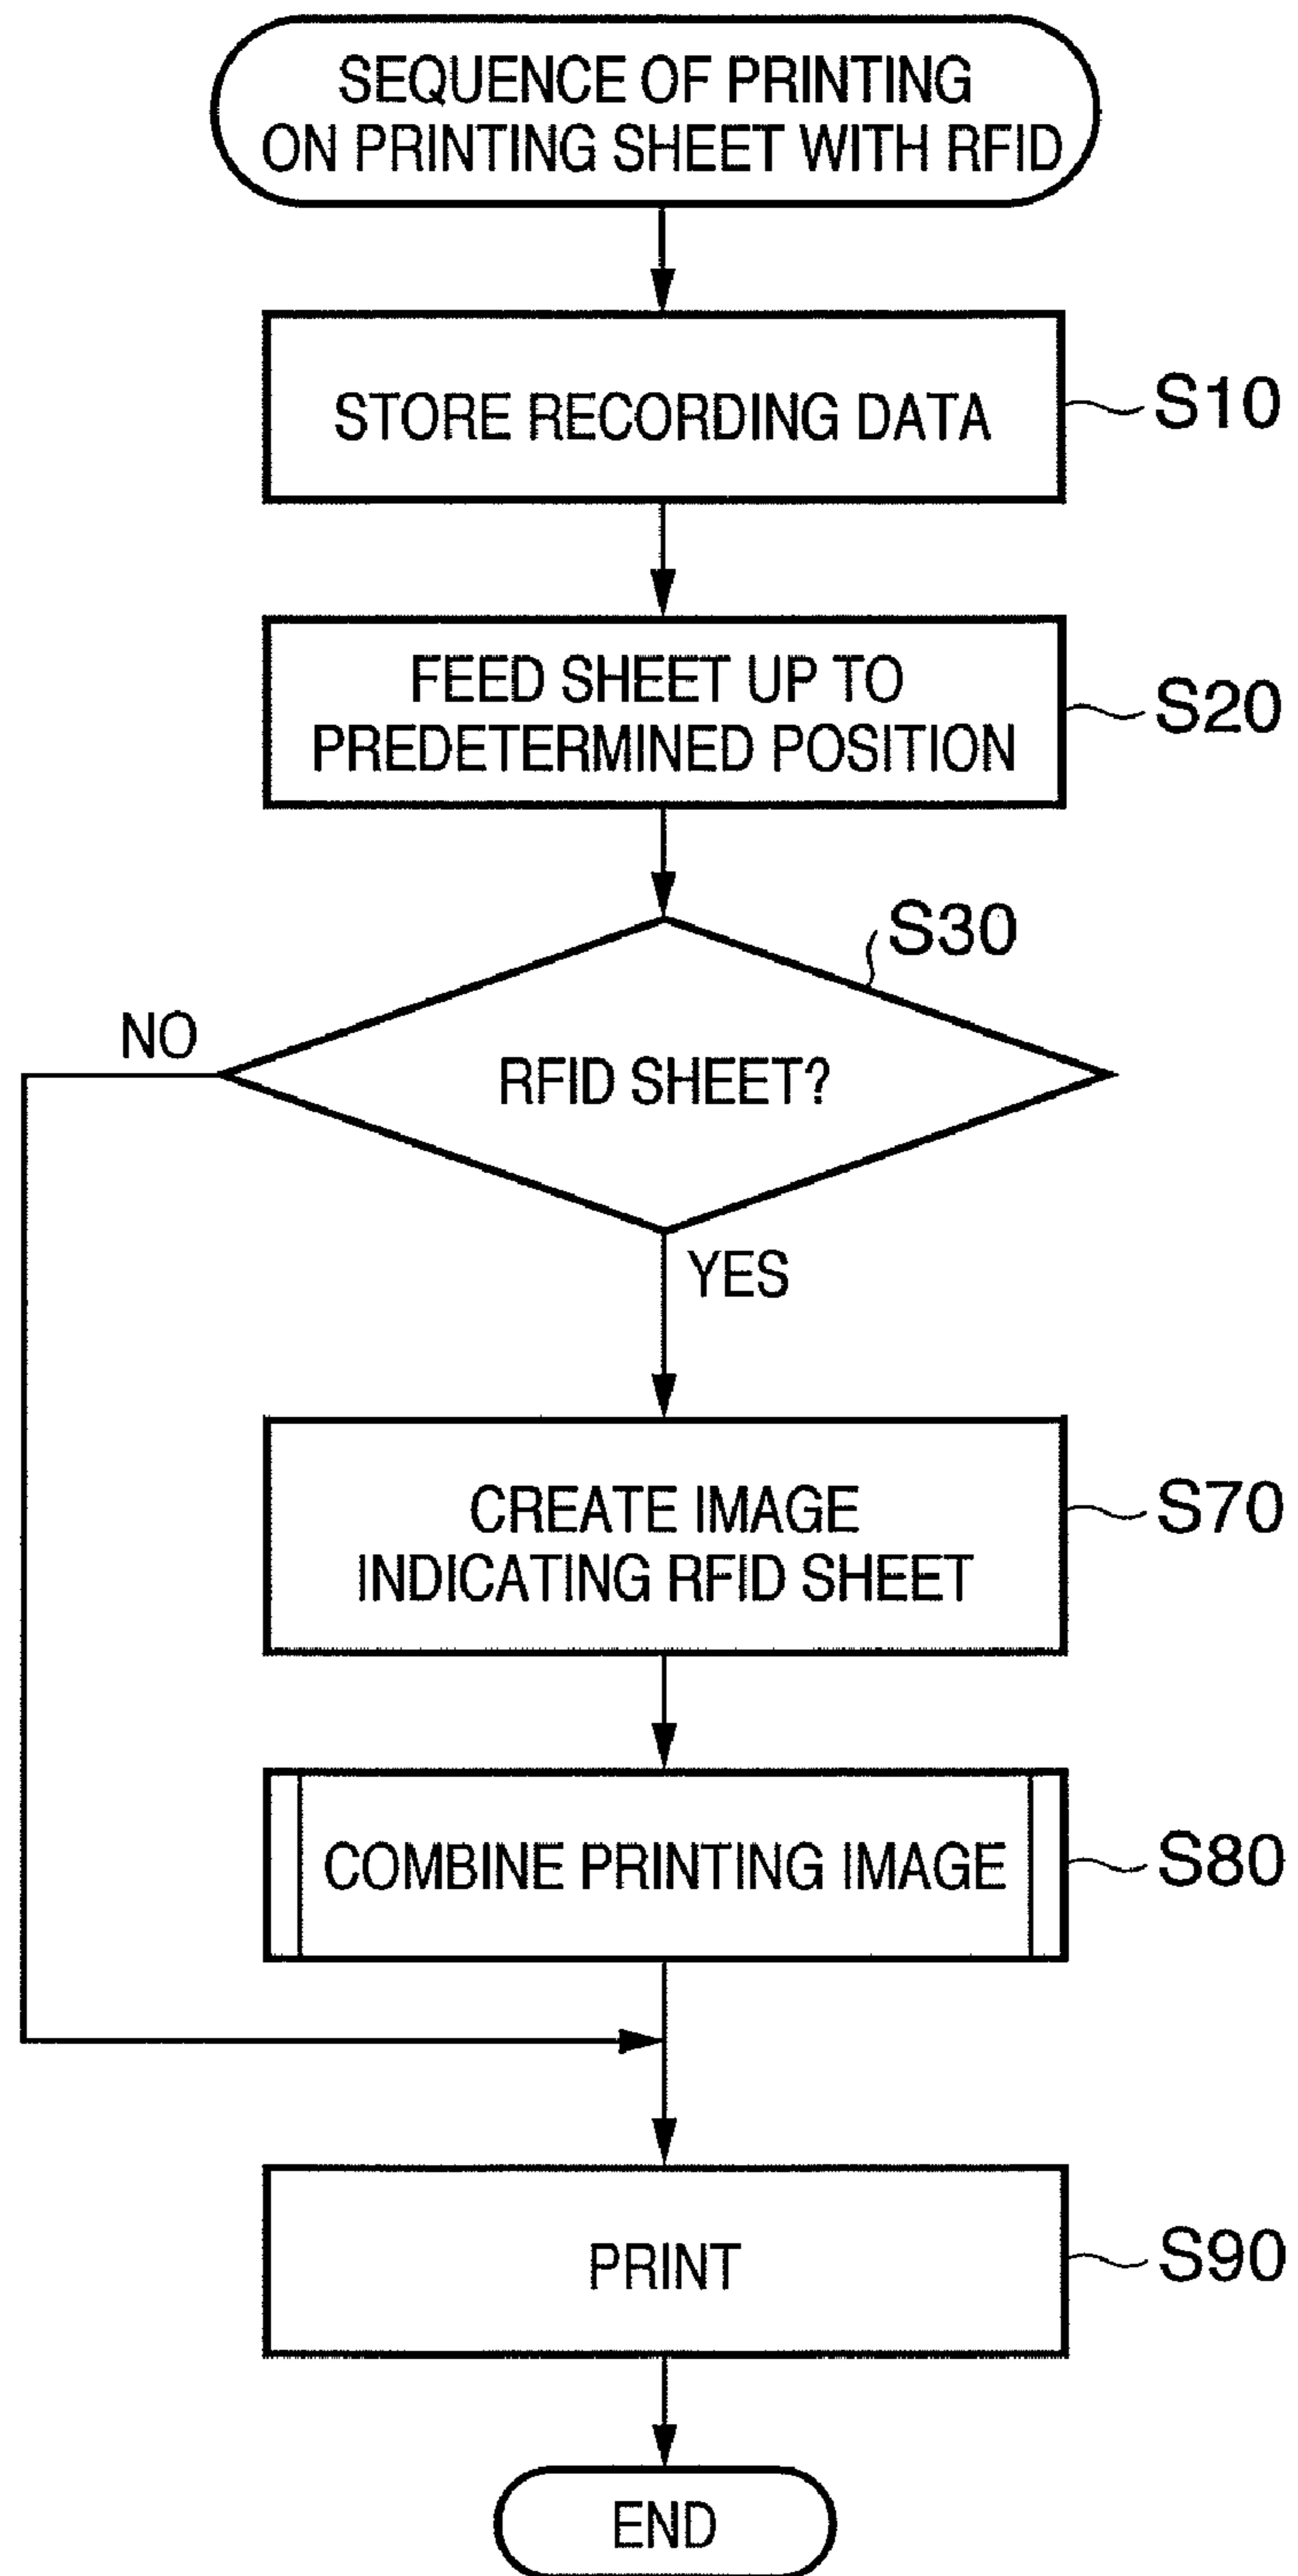 SEQUENCE OF PRINTING
ON PRINTING SHEET WITH RFID
STORE RECORDING DATA
S10
FEED SHEET UP TO
PREDETERMINED POSITION
S20
S30
NO
RFID SHEET?
YES
CREATE IMAGE
INDICATING RFID SHEET
S70
COMBINE PRINTING IMAGE
S80
PRINT
S90
END